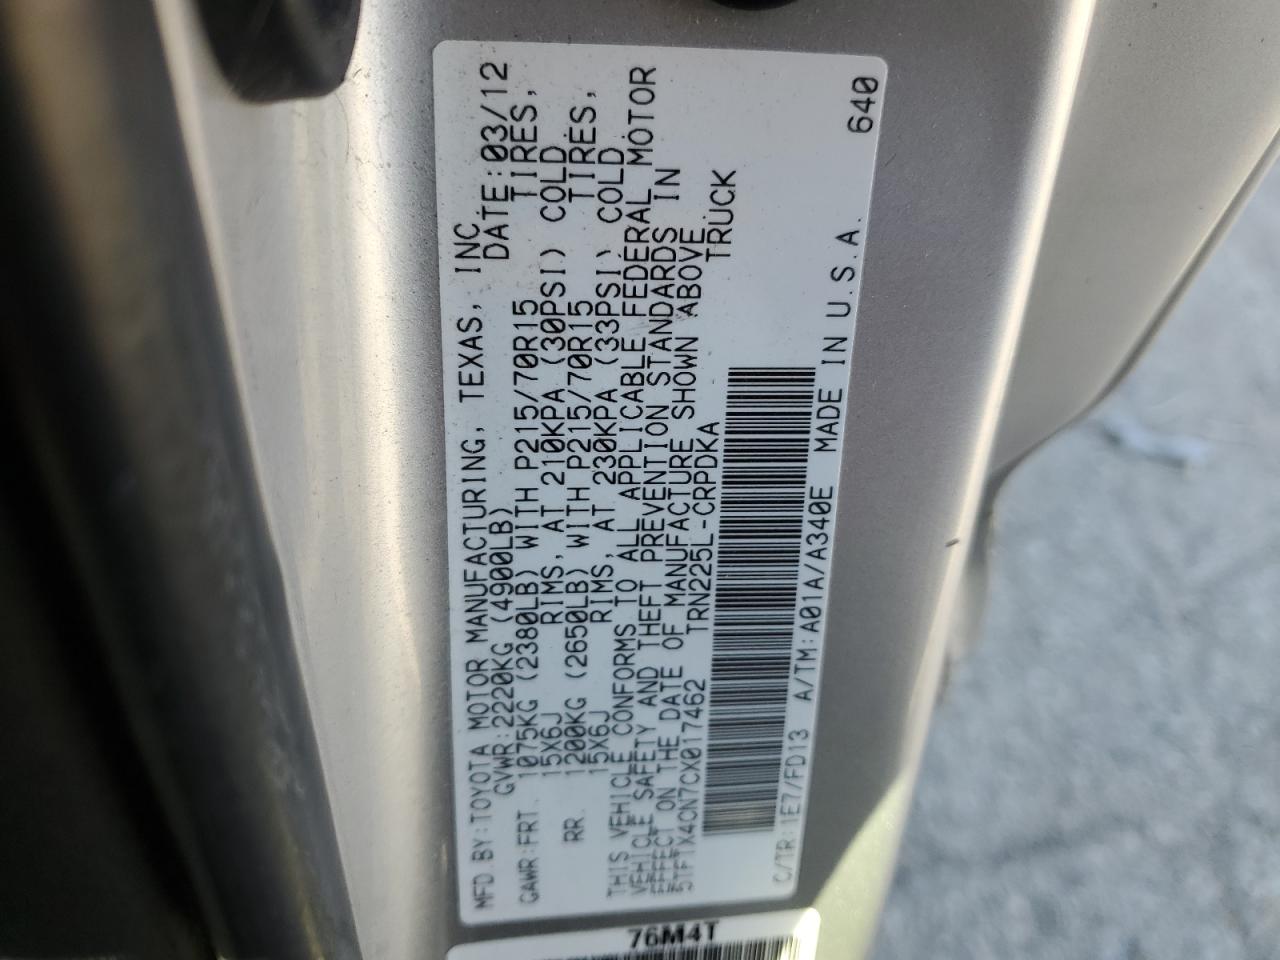 MFD BY:TOYOTA MOTOR MANUFACTURING, TEXAS, INC.
GVWR:2220KG (4900LB) DATE:03/12
GAWR:FRT. 1075KG (2380LB) WITH P215/70R15 TIRES,
15X6J RIMS, AT 210KPA (30PSI) COLD
RR. 1200KG (2650LB) WITH P215/70R15 TIRES,
15X6J RIMS, AT 230KPA (33PSI) COLD
THIS VEHICLE CONFORMS TO ALL APPLICABLE FEDERAL MOTOR
VEHICLE SAFETY AND THEFT PREVENTION STANDARDS IN
EFFECT ON THE DATE OF MANUFACTURE SHOWN ABOVE.
5TFTX4CN7CX017462 TRN225L-CRPDKA TRUCK
C/TR:1E7/FD13 A/TM:A01A/A340E MADE IN U.S.A.
640
76M4T